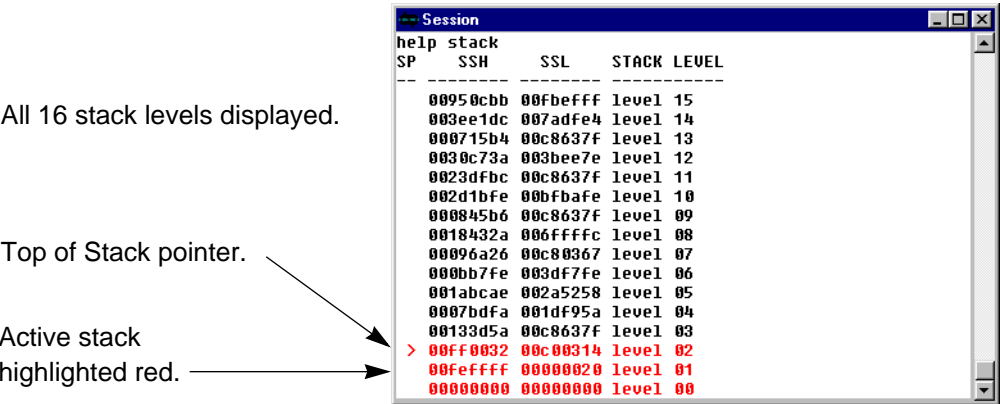 Session
help stack
SP SSH SSL STACK LEVEL
-- -------- -------- -----------
00950cbb 00fbefff level 15
003ee1dc 007adfe4 level 14
000715b4 00c8637f level 13
0030c73a 003bee7e level 12
0023dfbc 00c8637f level 11
002d1bfe 00bfbafe level 10
000845b6 00c8637f level 09
0018432a 006ffffc level 08
00096a26 00c80367 level 07
000bb7fe 003df7fe level 06
001abcae 002a5258 level 05
0007bdfa 001df95a level 04
00133d5a 00c8637f level 03
> 00ff0032 00c00314 level 02
00feffff 00000020 level 01
00000000 00000000 level 00
All 16 stack levels displayed.
Top of Stack pointer.
Active stack
highlighted red.